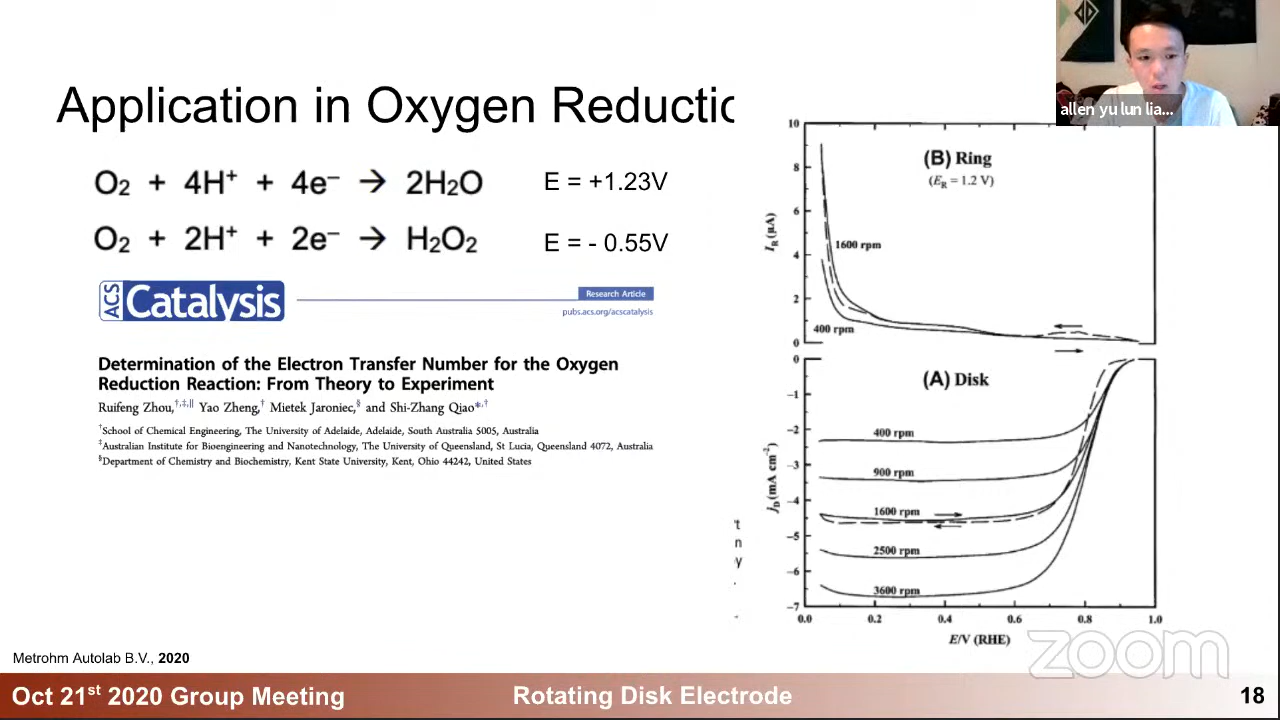 allen yu lun lia...
Application in Oxygen Reductic
O₂ + 4H⁺ + 4e⁻ → 2H₂O E = +1.23V
O₂ + 2H⁺ + 2e⁻ → H₂O₂ E = - 0.55V
ACS Catalysis
Research Article
pubs.acs.org/acscatalysis
Determination of the Electron Transfer Number for the Oxygen
Reduction Reaction: From Theory to Experiment
Ruifeng Zhou,†,‡,∥ Yao Zheng,† Mietek Jaroniec,§ and Shi-Zhang Qiao*,†
†School of Chemical Engineering, The University of Adelaide, Adelaide, South Australia 5005, Australia
‡Australian Institute for Bioengineering and Nanotechnology, The University of Queensland, St Lucia, Queensland 4072, Australia
§Department of Chemistry and Biochemistry, Kent State University, Kent, Ohio 44242, United States
(B) Ring
(E_R = 1.2 V)
I_R (μA)
10
8
6
4
2
0
1600 rpm
400 rpm
(A) Disk
j_D (mA cm⁻²)
0
−1
−2
−3
−4
−5
−6
−7
400 rpm
900 rpm
1600 rpm
2500 rpm
3600 rpm
0.0 0.2 0.4 0.6 0.8 1.0
E/V (RHE)
't
n
y
.
zoom
Metrohm Autolab B.V., 2020
Oct 21st 2020 Group Meeting
Rotating Disk Electrode
18